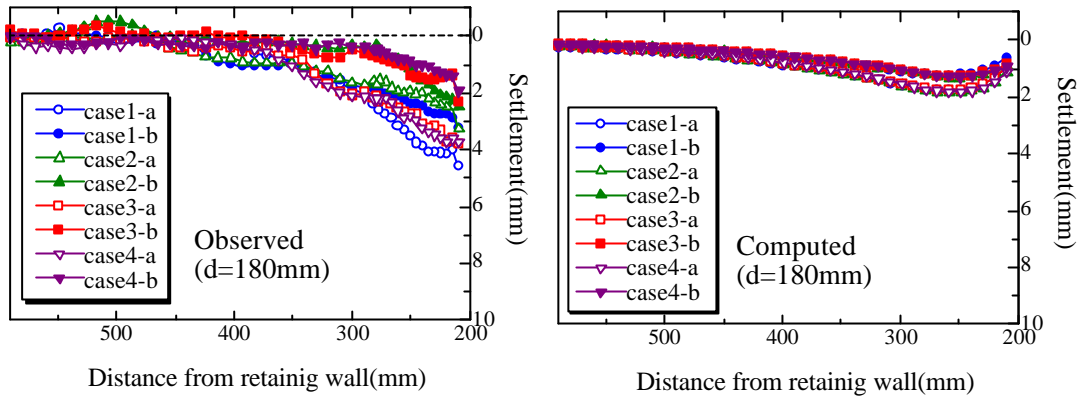 0
2
4
6
8
10
Settlement(mm)
case1-a
case1-b
case2-a
case2-b
case3-a
case3-b
case4-a
case4-b
Observed
(d=180mm)
500
400
300
200
Distance from retainig wall(mm)
0
2
4
6
8
10
Settlement(mm)
case1-a
case1-b
case2-a
case2-b
case3-a
case3-b
case4-a
case4-b
Computed
(d=180mm)
500
400
300
200
Distance from retainig wall(mm)